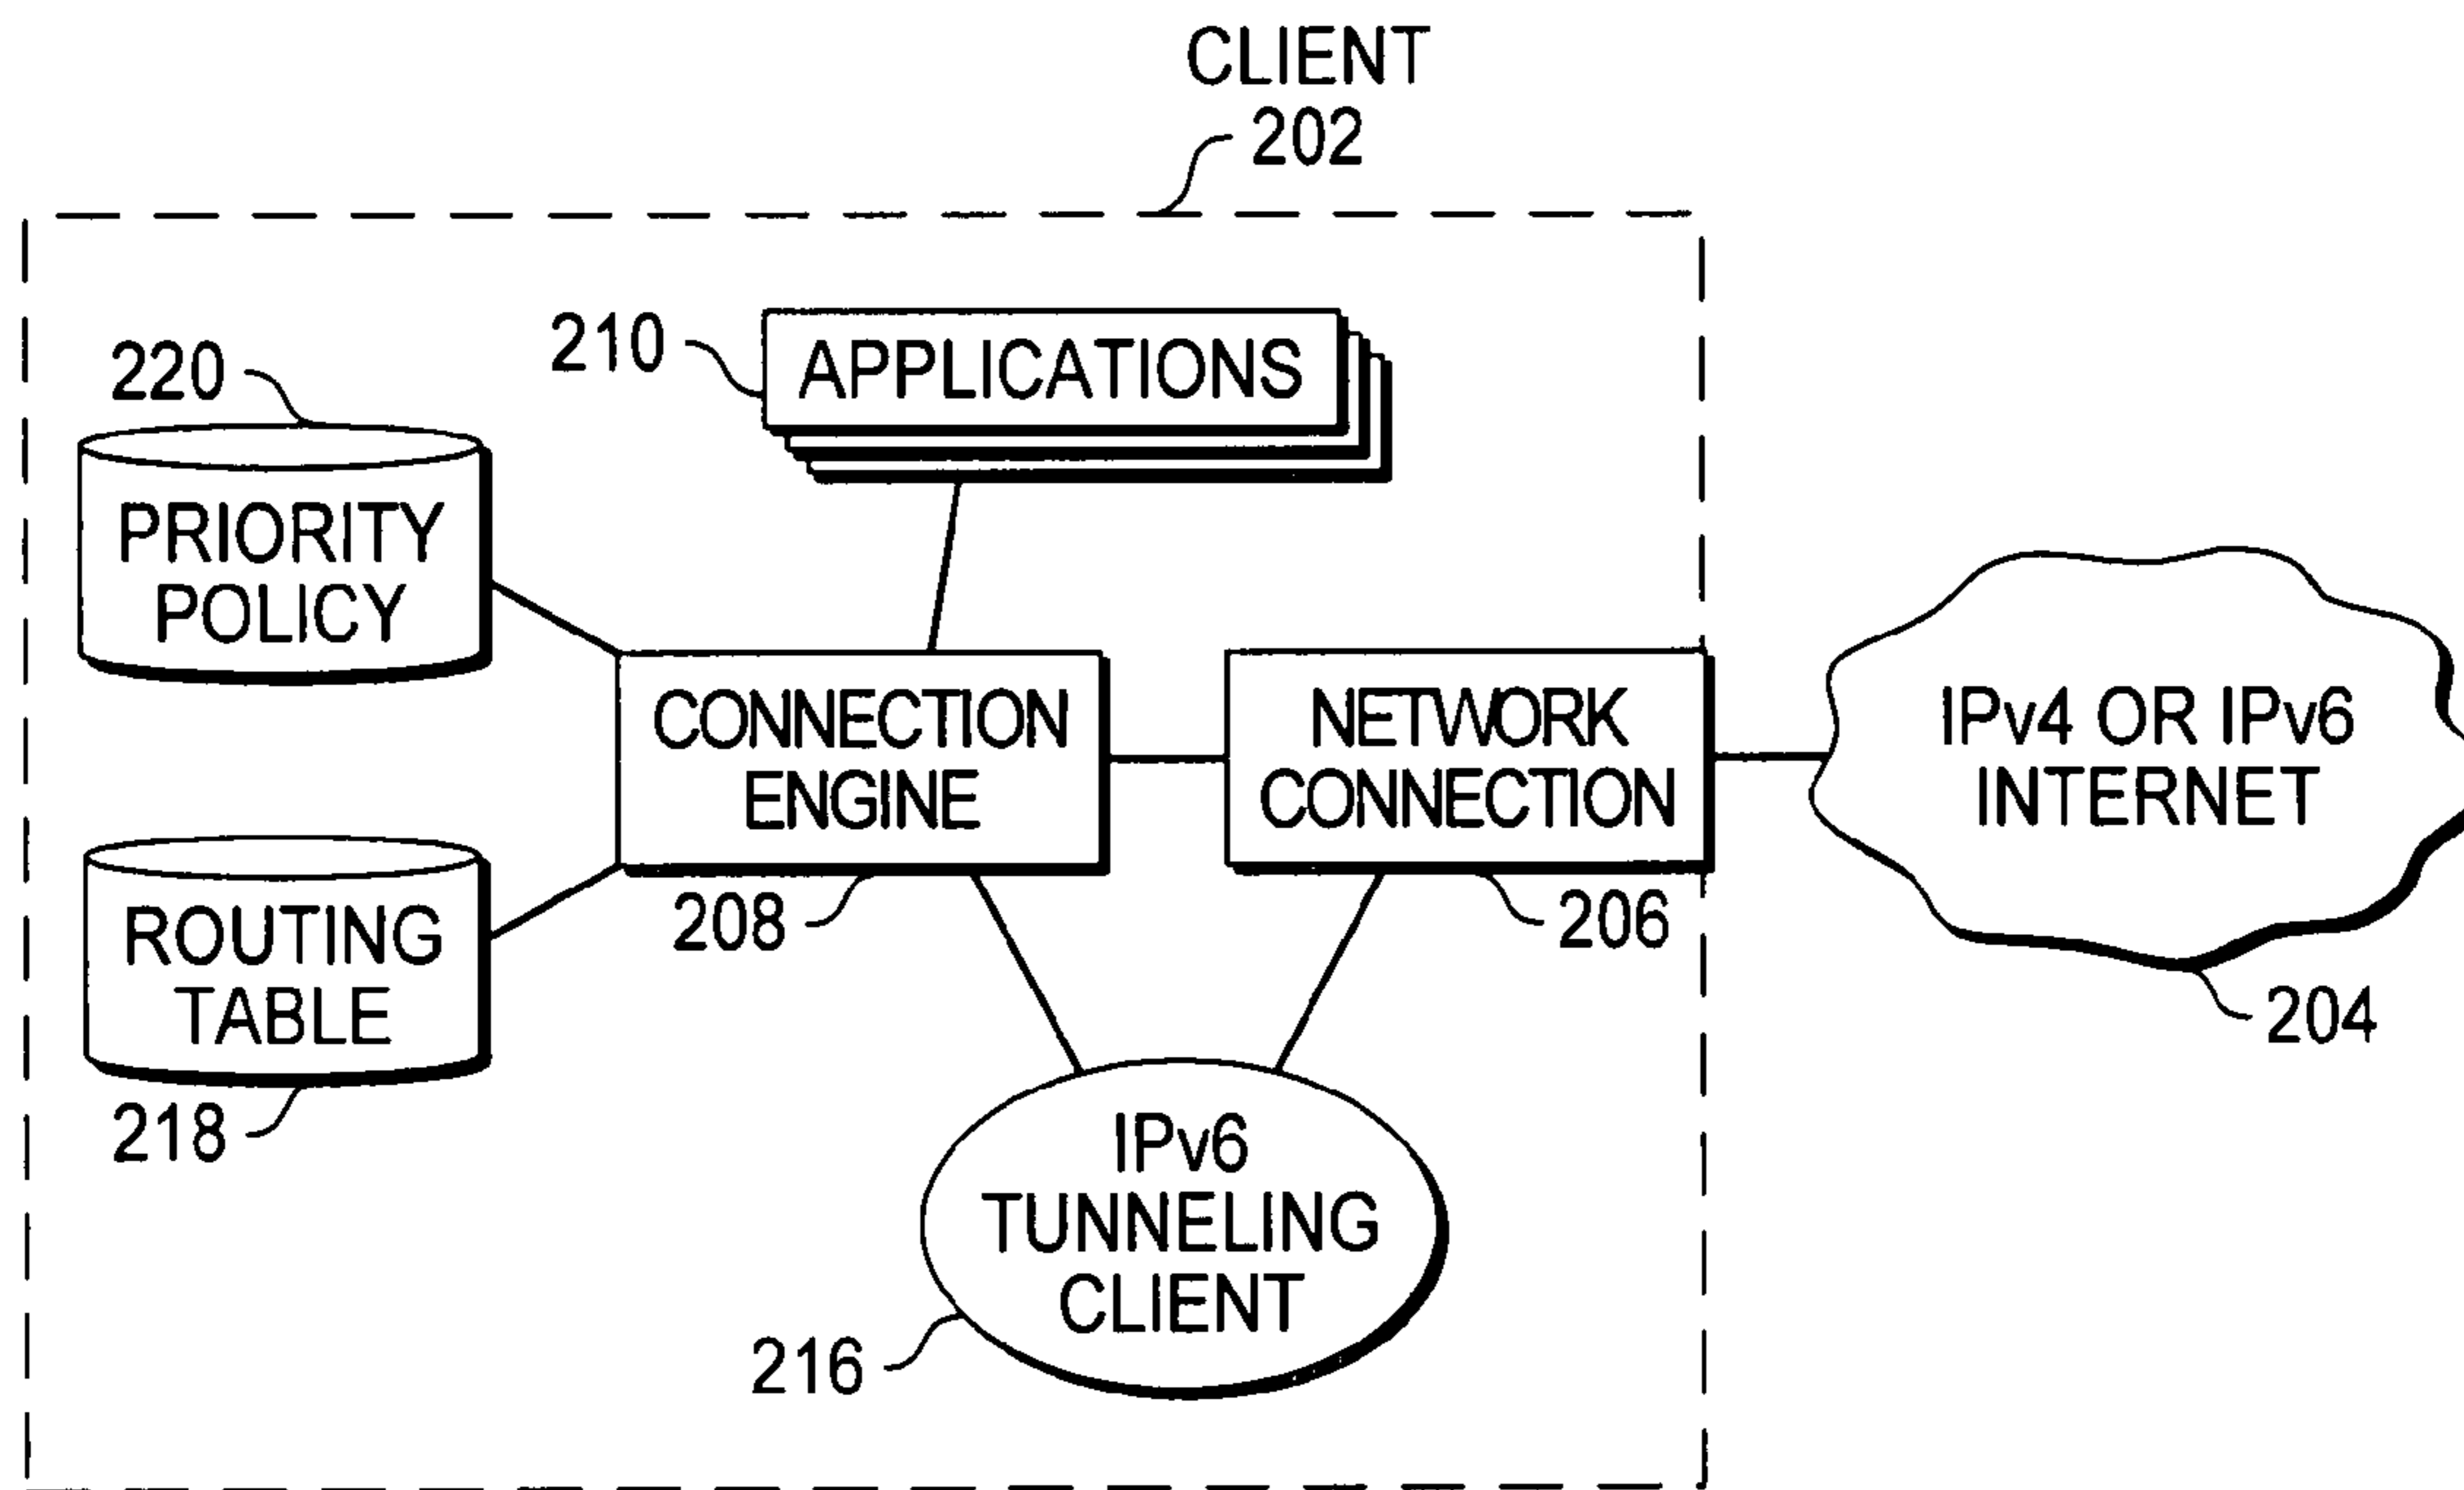 CLIENT
202
210
APPLICATIONS
220
PRIORITY
POLICY
CONNECTION
ENGINE
208
NETWORK
CONNECTION
206
IPv4 OR IPv6
INTERNET
204
ROUTING
TABLE
218
IPv6
TUNNELING
CLIENT
216